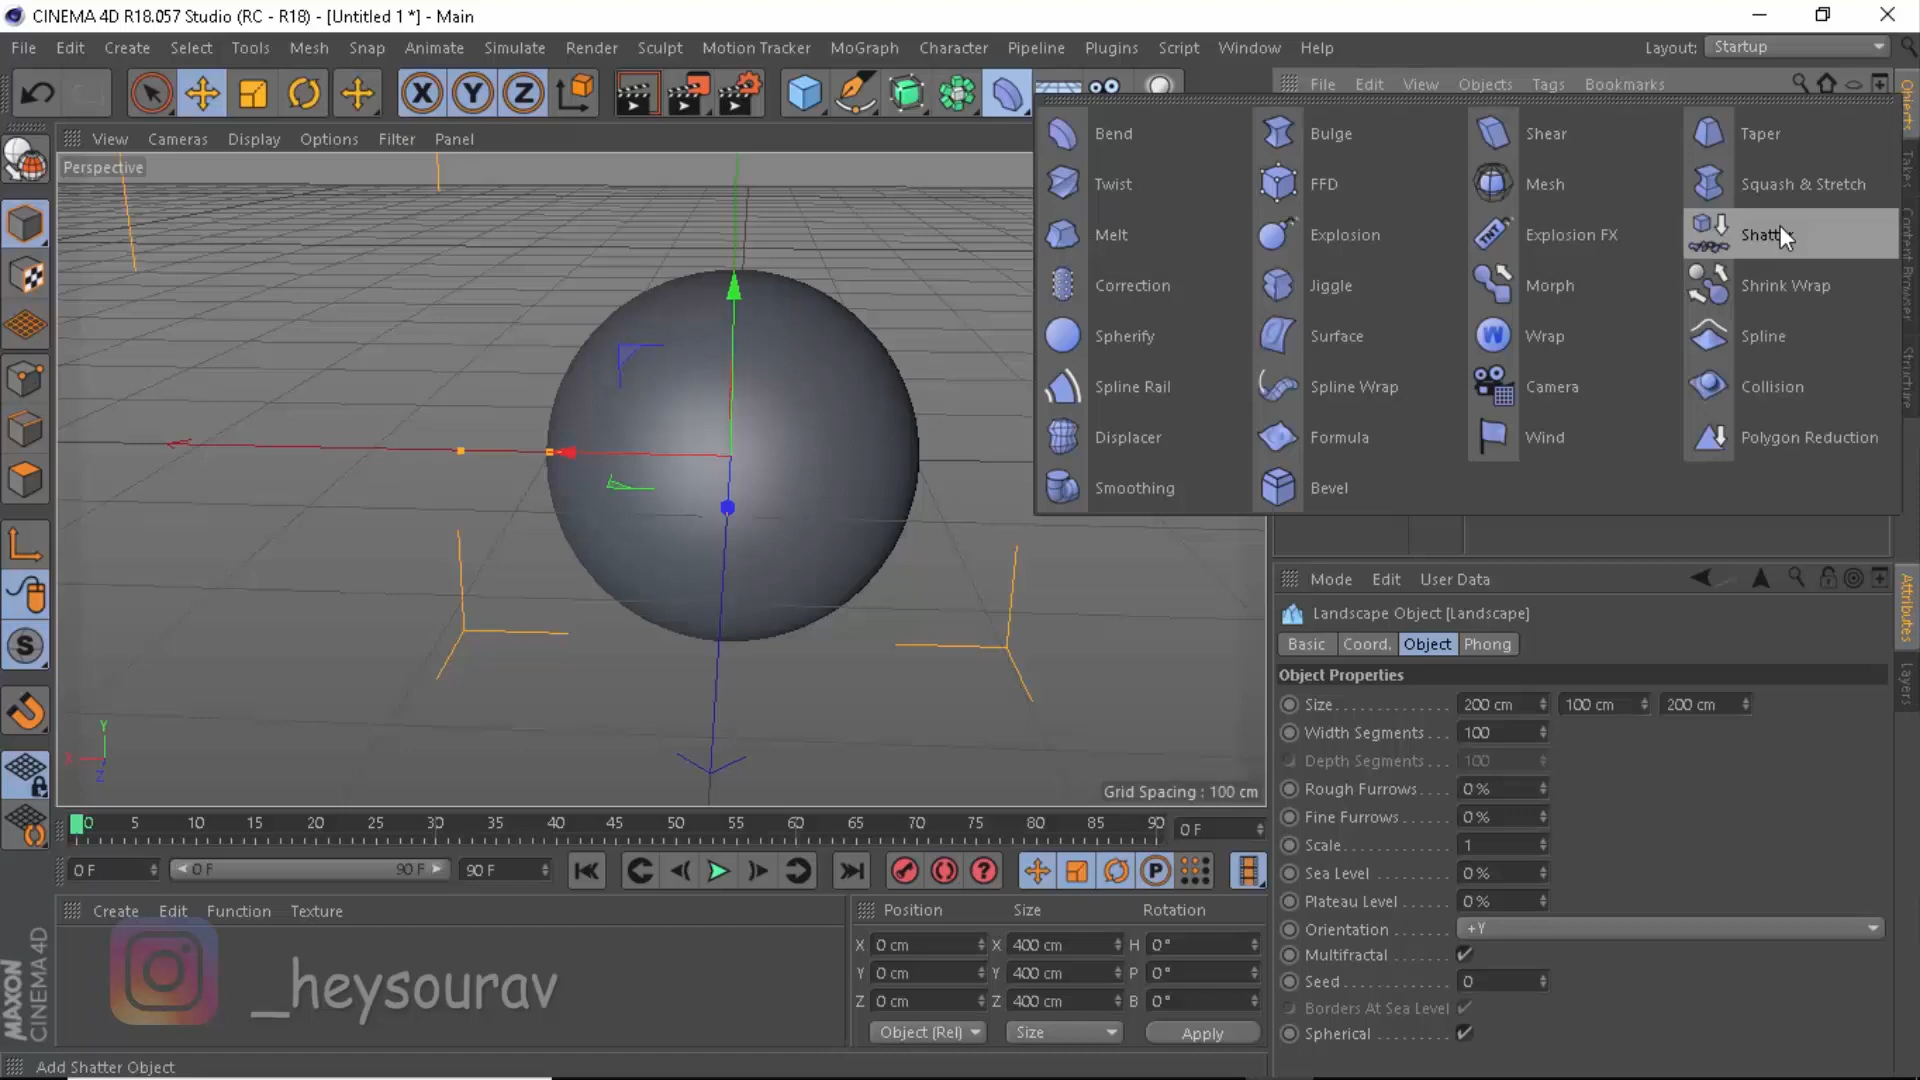 CINEMA 4D R18.057 Studio (RC - R18) - [Untitled 1 *] - Main
File Edit Create Select Tools Mesh Snap Animate Simulate Render Sculpt Motion Tracker MoGraph Character Pipeline Plugins Script Window Help Layout: Startup
X Y Z
File Edit View Objects Tags Bookmarks
View Cameras Display Options Filter Panel
Perspective
Bend Bulge Shear Taper
Twist FFD Mesh Squash & Stretch
Melt Explosion Explosion FX
Correction Jiggle Morph Shrink Wrap
Spherify Surface Wrap Spline
Spline Rail Spline Wrap Camera Collision
Displacer Formula Wind Polygon Reduction
Smoothing Bevel
TNT
W
Objects
Takes
Content Browser
Structure
Mode Edit User Data
Landscape Object [Landscape]
Basic Coord. Object Phong
Object Properties
Size 200 cm 100 cm 200 cm
Width Segments 100
Depth Segments 100
Rough Furrows 0 %
Fine Furrows 0 %
Scale 1
Sea Level 0 %
Plateau Level 0 %
Orientation +Y
Multifractal
Seed 0
Borders At Sea Level
Spherical
Attributes
Layers
S
Y
X
Z
Grid Spacing : 100 cm
0 5 10 15 20 25 30 35 40 45 50 55 60 65 70 75 80 85 90 0 F
0 F 0 F 90 F 90 F ? P
Create Edit Function Texture
_heysourav
MAXON
CINEMA 4D
Position Size Rotation
X 0 cm X 400 cm H 0 °
Y 0 cm Y 400 cm P 0 °
Z 0 cm Z 400 cm B 0 °
Object (Rel) Size Apply
Add Shatter Object